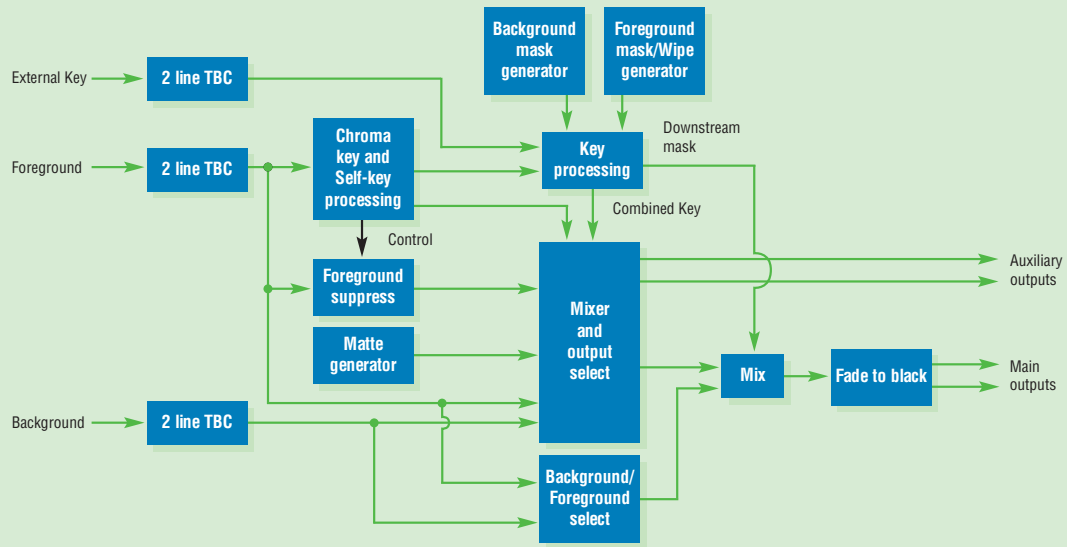 Background
mask
generator
Foreground
mask/Wipe
generator
External Key
2 line TBC
Downstream
mask
Chroma
key and
Self-key
processing
Key
processing
Foreground
2 line TBC
Combined Key
Control
Foreground
suppress
Mixer
and
output
select
Auxiliary
outputs
Matte
generator
Mix
Fade to black
Main
outputs
Background
2 line TBC
Background/
Foreground
select